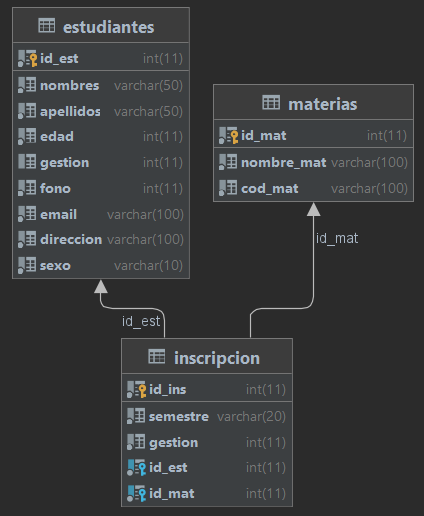 estudiantes
id_est int(11)
nombres varchar(50)
apellidos varchar(50)
edad int(11)
gestion int(11)
fono int(11)
email varchar(100)
direccion varchar(100)
sexo varchar(10)
materias
id_mat int(11)
nombre_mat varchar(100)
cod_mat varchar(100)
id_mat
id_est
inscripcion
id_ins int(11)
semestre varchar(20)
gestion int(11)
id_est int(11)
id_mat int(11)